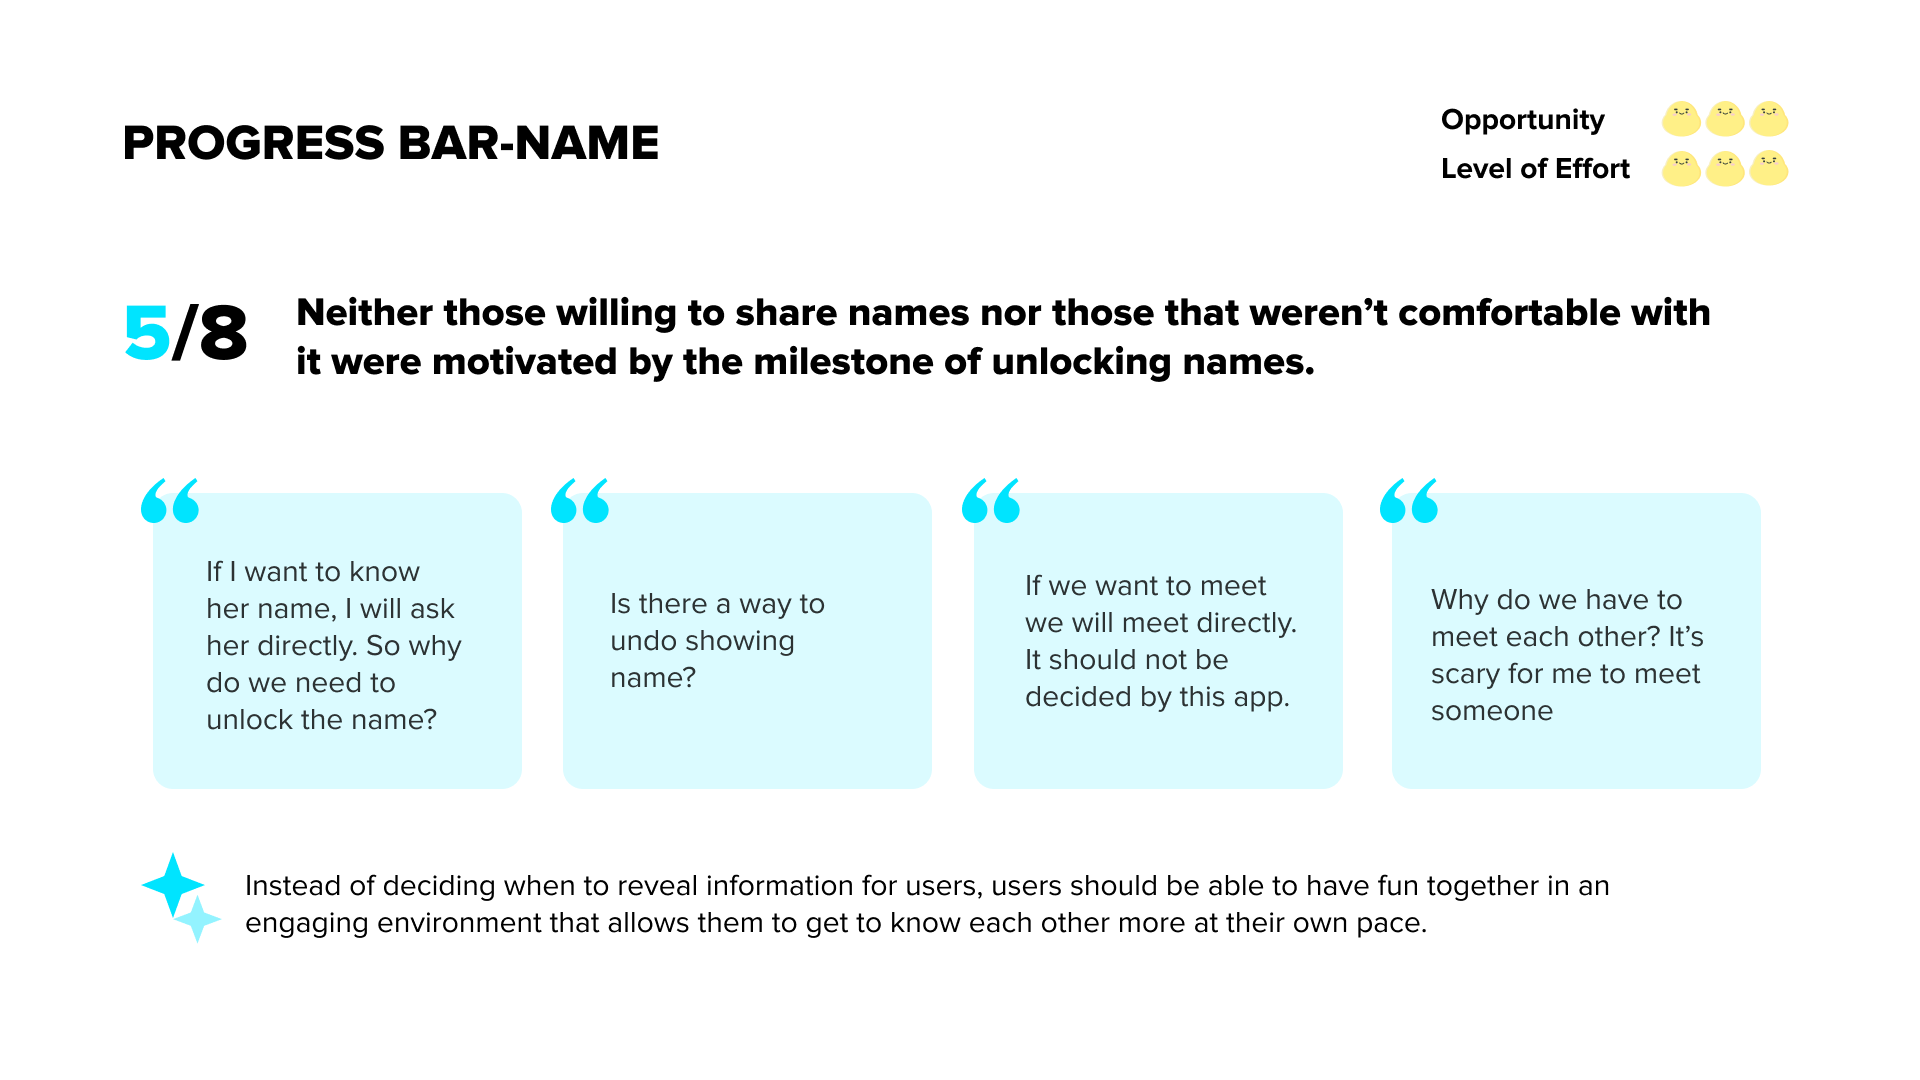 PROGRESS BAR-NAME
Opportunity
Level of Effort
5/8
Neither those willing to share names nor those that weren’t comfortable with
it were motivated by the milestone of unlocking names.
If I want to know
her name, I will ask
her directly. So why
do we need to
unlock the name?
Is there a way to
undo showing
name?
If we want to meet
we will meet directly.
It should not be
decided by this app.
Why do we have to
meet each other? It’s
scary for me to meet
someone
Instead of deciding when to reveal information for users, users should be able to have fun together in an
engaging environment that allows them to get to know each other more at their own pace.